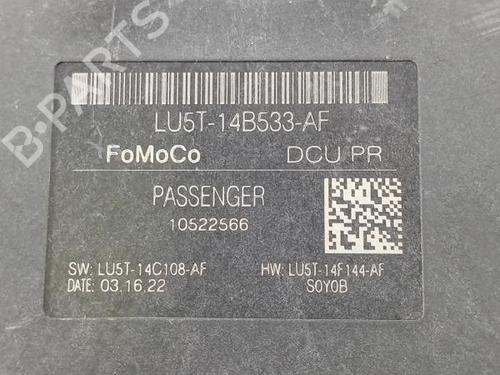 B-PARTS
LU5T-14B533-AF
FoMoCo DCU PR
PASSENGER
10522566
SW: LU5T-14C108-AF HW: LU5T-14F144-AF
DATE: 03.16.22 S0Y0B